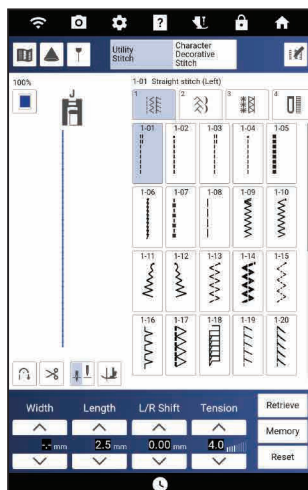 ?
Utility
Stitch
Character
Decorative
Stitch
100%
1-01 Straight stitch (Left)
J
1 2 3 4
1-01 1-02 1-03 1-04 1-05
1-06 1-07 1-08 1-09 1-10
1-11 1-12 1-13 1-14 1-15
1-16 1-17 1-18 1-19 1-20
Width Length L/R Shift Tension
-.- mm 2.5 mm 0.00 mm 4.0
Retrieve
Memory
Reset